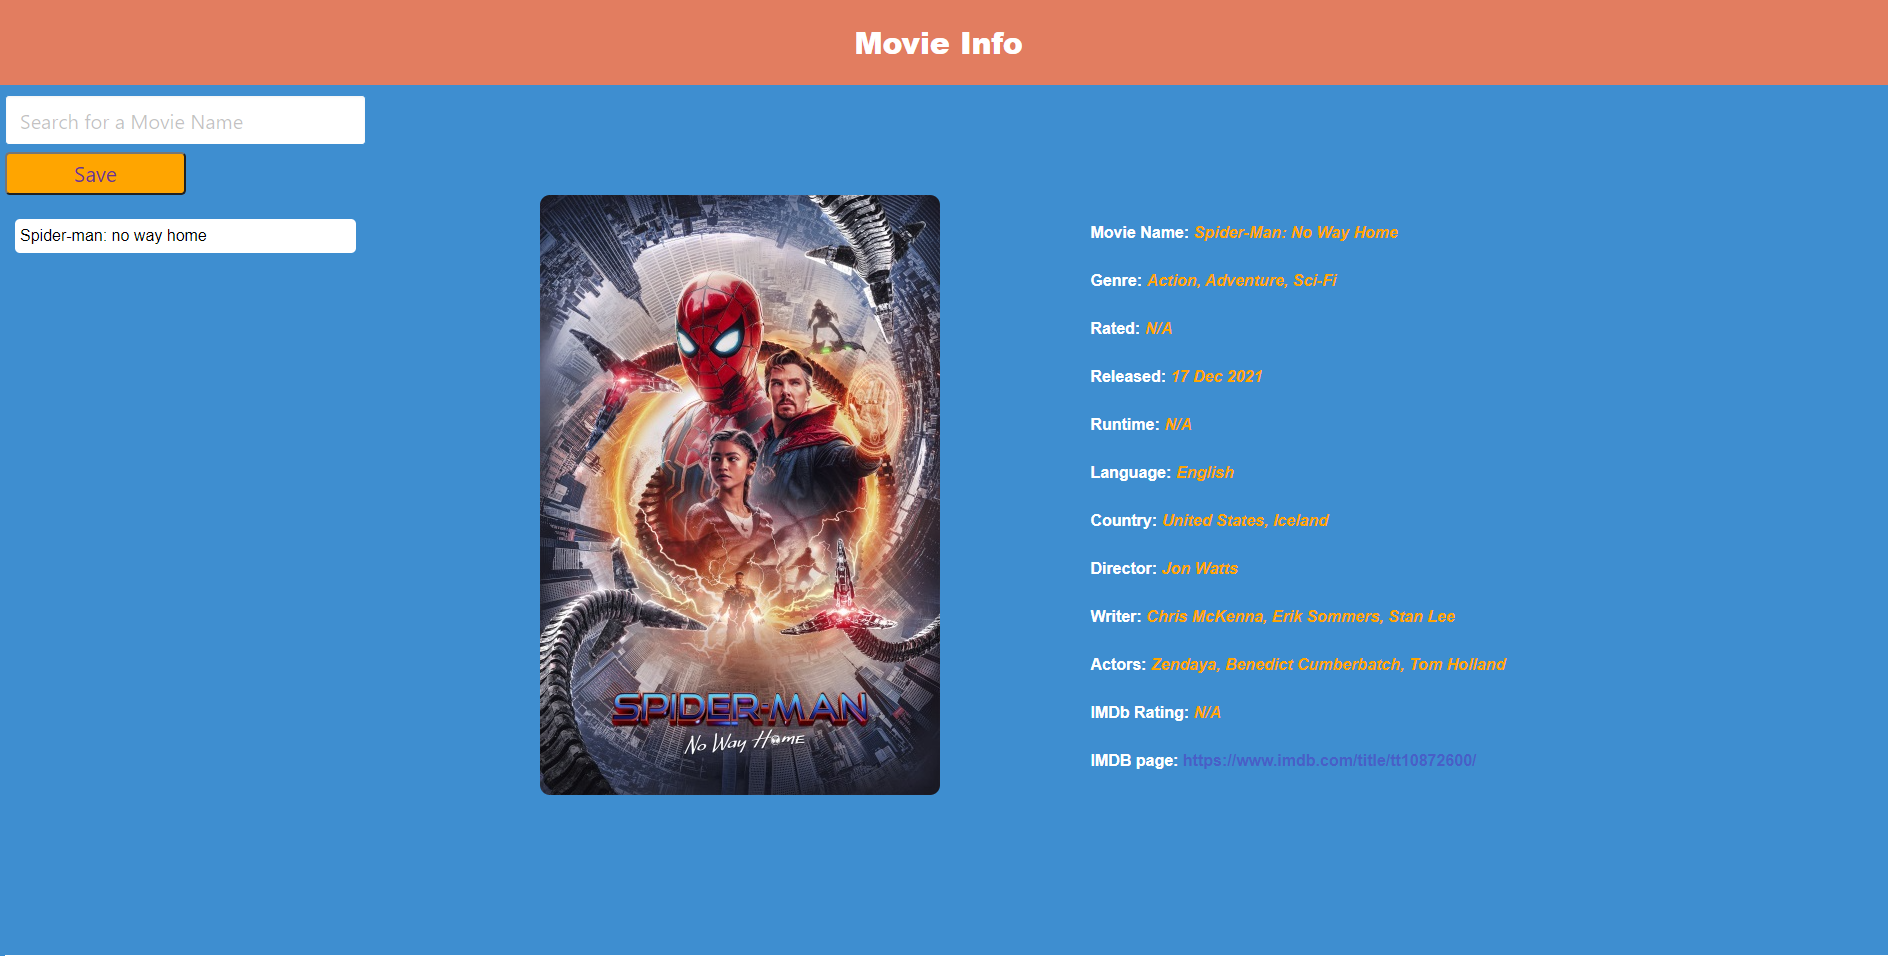 Movie Info
Search for a Movie Name
Save
Spider-man: no way home
SPIDER-MAN
No Way Home
Movie Name: Spider-Man: No Way Home
Genre: Action, Adventure, Sci-Fi
Rated: N/A
Released: 17 Dec 2021
Runtime: N/A
Language: English
Country: United States, Iceland
Director: Jon Watts
Writer: Chris McKenna, Erik Sommers, Stan Lee
Actors: Zendaya, Benedict Cumberbatch, Tom Holland
IMDb Rating: N/A
IMDB page: https://www.imdb.com/title/tt10872600/